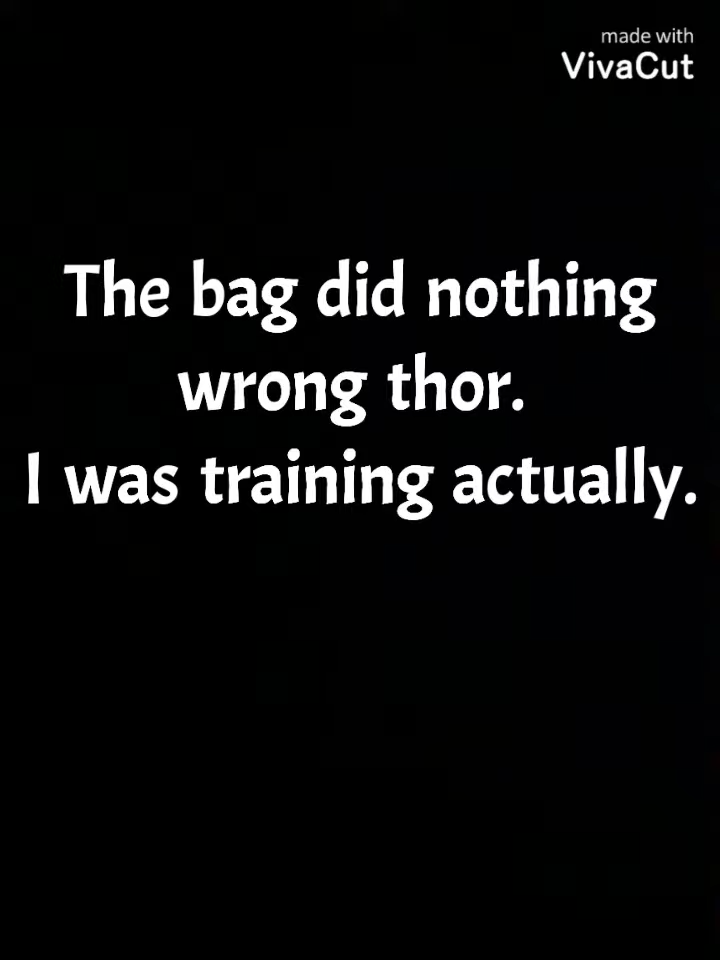 made with
VivaCut
The bag did nothing
wrong thor.
I was training actually.